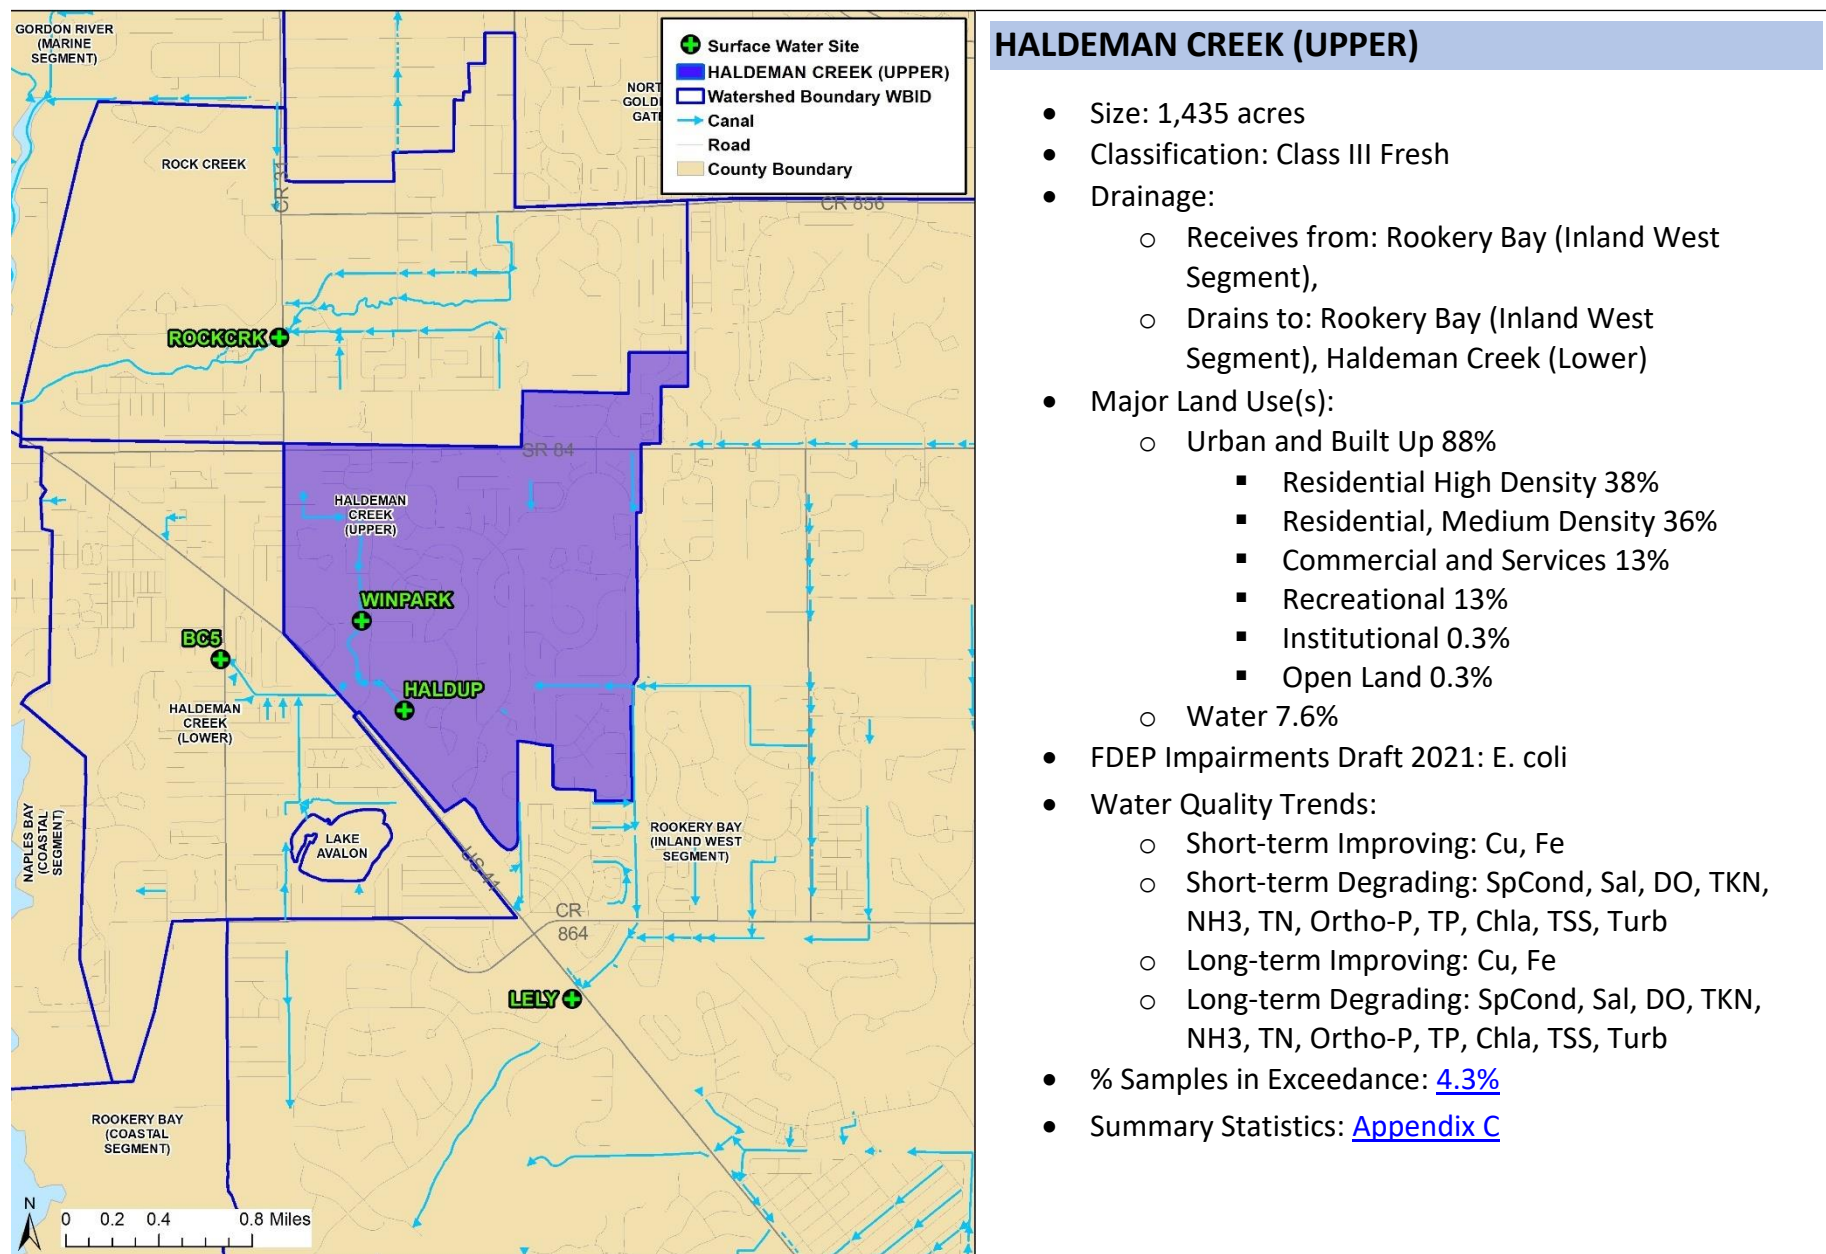 GORDON RIVER
(MARINE
SEGMENT)
ROCK CREEK
CR 31
NORT
GOLD
GAT
Surface Water Site
HALDEMAN CREEK (UPPER)
Watershed Boundary WBID
Canal
Road
County Boundary
CR 856
ROCKCRK
SR 84
HALDEMAN
CREEK
(UPPER)
WINPARK
BC5
HALDUP
HALDEMAN
CREEK
(LOWER)
NAPLES BAY
(COASTAL
SEGMENT)
LAKE
AVALON
US 41
ROOKERY BAY
(INLAND WEST
SEGMENT)
CR
864
LELY
ROOKERY BAY
(COASTAL
SEGMENT)
N
0 0.2 0.4 0.8 Miles
HALDEMAN CREEK (UPPER)
• Size: 1,435 acres
• Classification: Class III Fresh
• Drainage:
o Receives from: Rookery Bay (Inland West
Segment),
o Drains to: Rookery Bay (Inland West
Segment), Haldeman Creek (Lower)
• Major Land Use(s):
o Urban and Built Up 88%
▪ Residential High Density 38%
▪ Residential, Medium Density 36%
▪ Commercial and Services 13%
▪ Recreational 13%
▪ Institutional 0.3%
▪ Open Land 0.3%
o Water 7.6%
• FDEP Impairments Draft 2021: E. coli
• Water Quality Trends:
o Short-term Improving: Cu, Fe
o Short-term Degrading: SpCond, Sal, DO, TKN,
NH3, TN, Ortho-P, TP, Chla, TSS, Turb
o Long-term Improving: Cu, Fe
o Long-term Degrading: SpCond, Sal, DO, TKN,
NH3, TN, Ortho-P, TP, Chla, TSS, Turb
• % Samples in Exceedance: 4.3%
• Summary Statistics: Appendix C